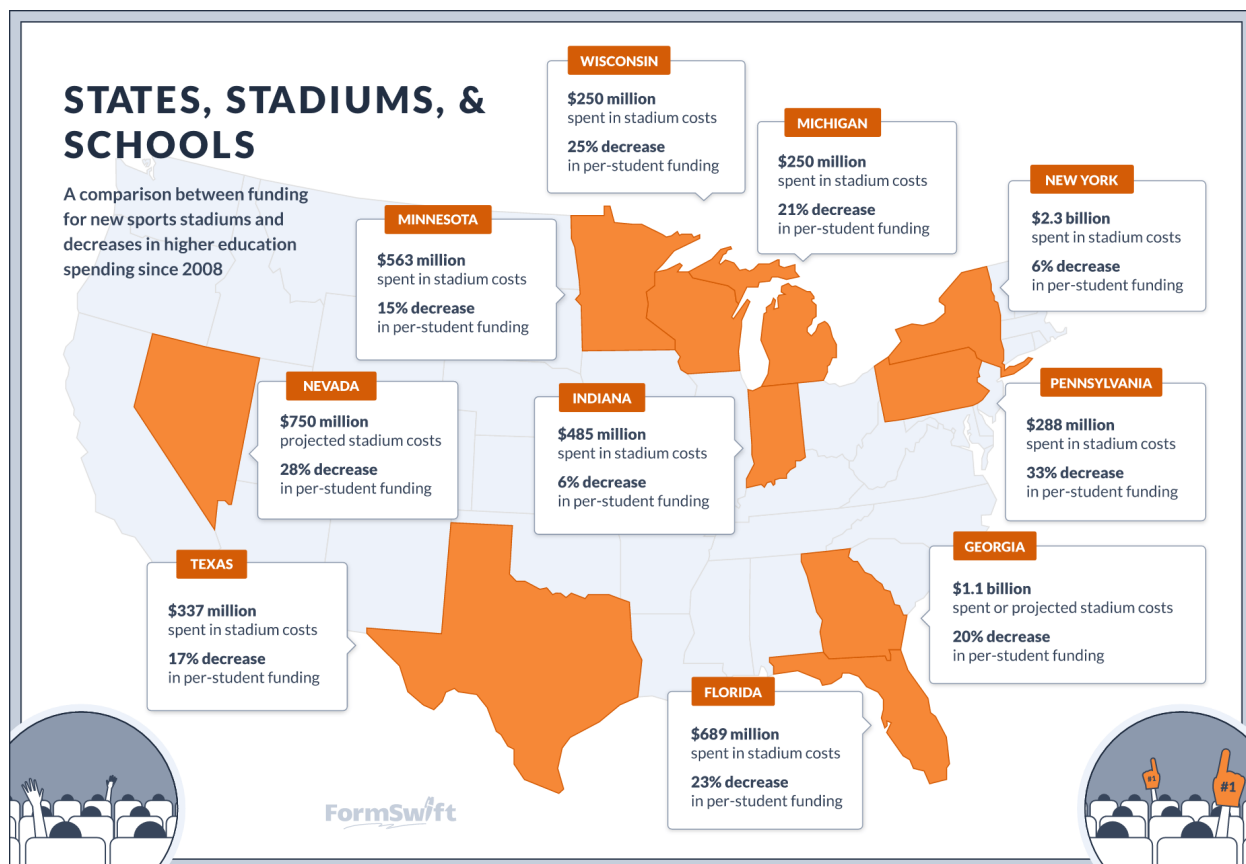 STATES, STADIUMS, &
SCHOOLS
A comparison between funding
for new sports stadiums and
decreases in higher education
spending since 2008
WISCONSIN
$250 million
spent in stadium costs
25% decrease
in per-student funding
MICHIGAN
$250 million
spent in stadium costs
21% decrease
in per-student funding
NEW YORK
$2.3 billion
spent in stadium costs
6% decrease
in per-student funding
MINNESOTA
$563 million
spent in stadium costs
15% decrease
in per-student funding
NEVADA
$750 million
projected stadium costs
28% decrease
in per-student funding
INDIANA
$485 million
spent in stadium costs
6% decrease
in per-student funding
PENNSYLVANIA
$288 million
spent in stadium costs
33% decrease
in per-student funding
TEXAS
$337 million
spent in stadium costs
17% decrease
in per-student funding
GEORGIA
$1.1 billion
spent or projected stadium costs
20% decrease
in per-student funding
FLORIDA
$689 million
spent in stadium costs
23% decrease
in per-student funding
FormSwift
#1
#1